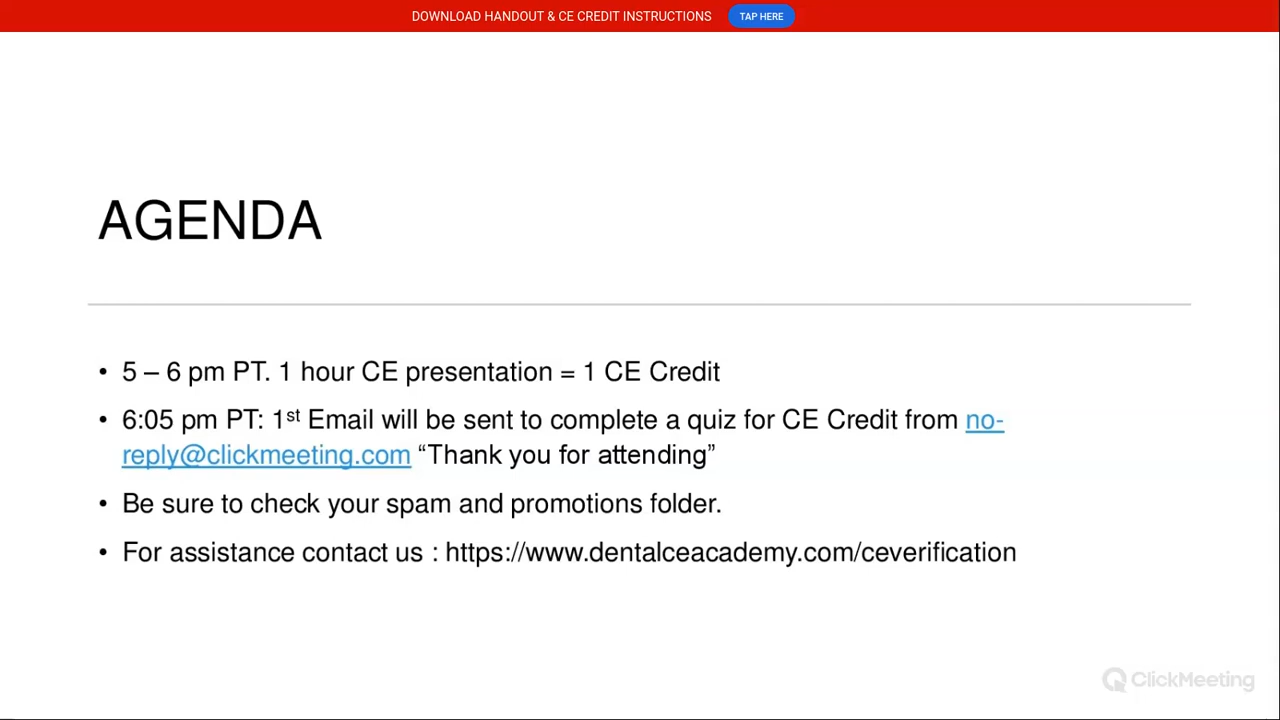 DOWNLOAD HANDOUT & CE CREDIT INSTRUCTIONS TAP HERE
AGENDA
• 5 – 6 pm PT. 1 hour CE presentation = 1 CE Credit
• 6:05 pm PT: 1st Email will be sent to complete a quiz for CE Credit from no-
reply@clickmeeting.com “Thank you for attending”
• Be sure to check your spam and promotions folder.
• For assistance contact us : https://www.dentalceacademy.com/ceverification
ClickMeeting